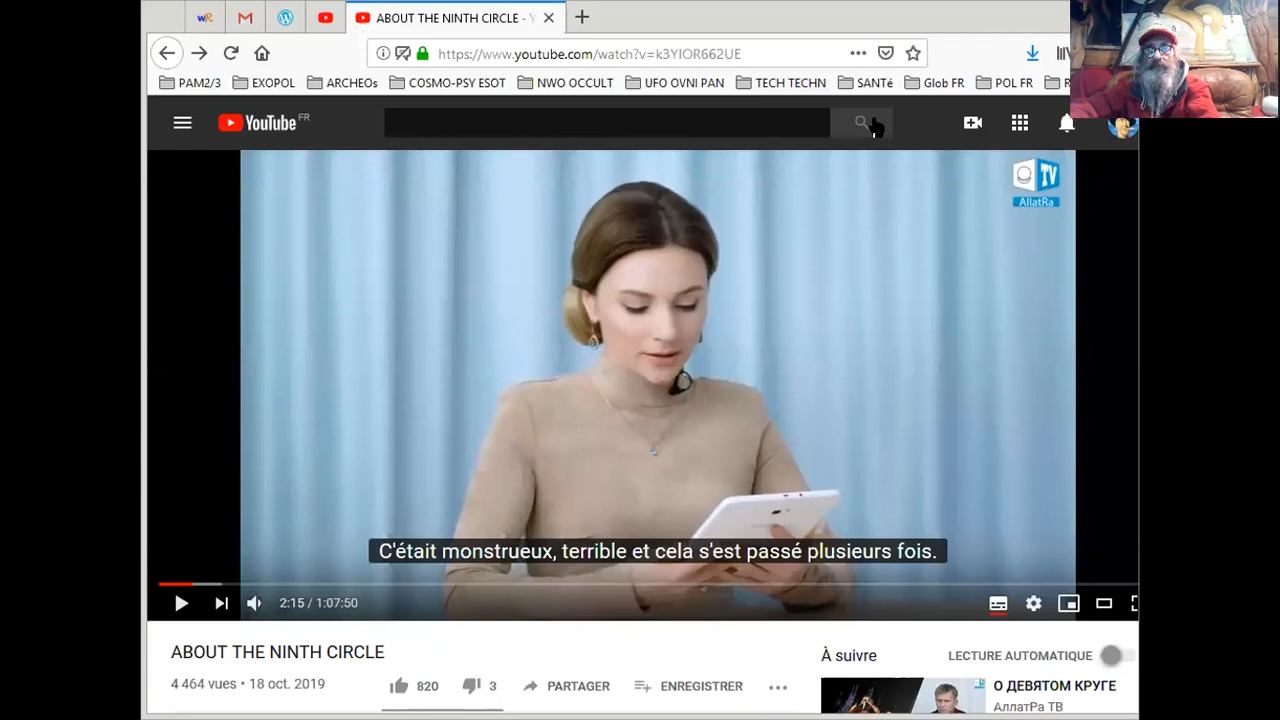 wR
ABOUT THE NINTH CIRCLE - Y
https://www.youtube.com/watch?v=k3YIOR662UE
PAM2/3 EXOPOL ARCHEOs COSMO-PSY ESOT NWO OCCULT UFO OVNI PAN TECH TECHN SANTé Glob FR POL FR R
YouTube FR
TV
AllatRa
C'était monstrueux, terrible et cela s'est passé plusieurs fois.
2:15 / 1:07:50
ABOUT THE NINTH CIRCLE
4 464 vues • 18 oct. 2019
820
3
PARTAGER
ENREGISTRER
À suivre
LECTURE AUTOMATIQUE
О ДЕВЯТОМ КРУГЕ
АллатРа ТВ